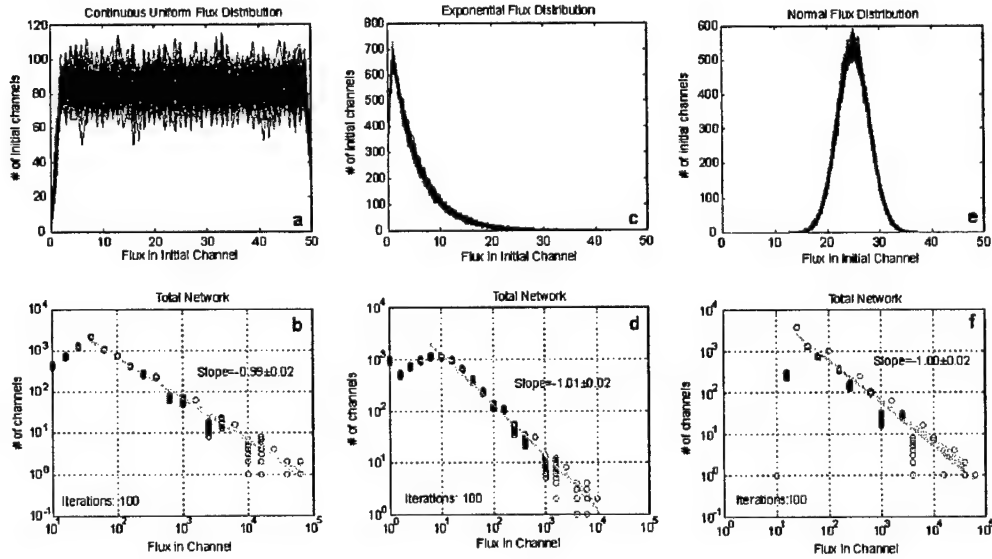 Continuous Uniform Flux Distribution
120
100
80
60
40
20
0
# of Initial channels
a
0 10 20 30 40 50
Flux in Initial Channel
Exponential Flux Distribution
800
700
600
500
400
300
200
100
0
# of initial channels
c
0 10 20 30 40 50
Flux in Initial Channel
Normal Flux Distribution
600
500
400
300
200
100
0
# of initial channels
e
0 10 20 30 40 50
Flux in Initial Channel
Total Network
b
10^4
10^3
10^2
10^1
10^0
10^-1
# of channels
Slope=-0.99±0.02
Iterations: 100
10^1 10^2 10^3 10^4 10^5
Flux in Channel
Total Network
d
10^4
10^3
10^2
10^1
10^0
# of channels
Slope=-1.01±0.02
Iterations: 100
10^0 10^1 10^2 10^3 10^4 10^5
Flux in Channel
Total Network
f
10^4
10^3
10^2
10^1
10^0
10^-1
# of channels
Slope=-1.00±0.02
Iterations:100
10^0 10^1 10^2 10^3 10^4 10^5
Flux in Channel